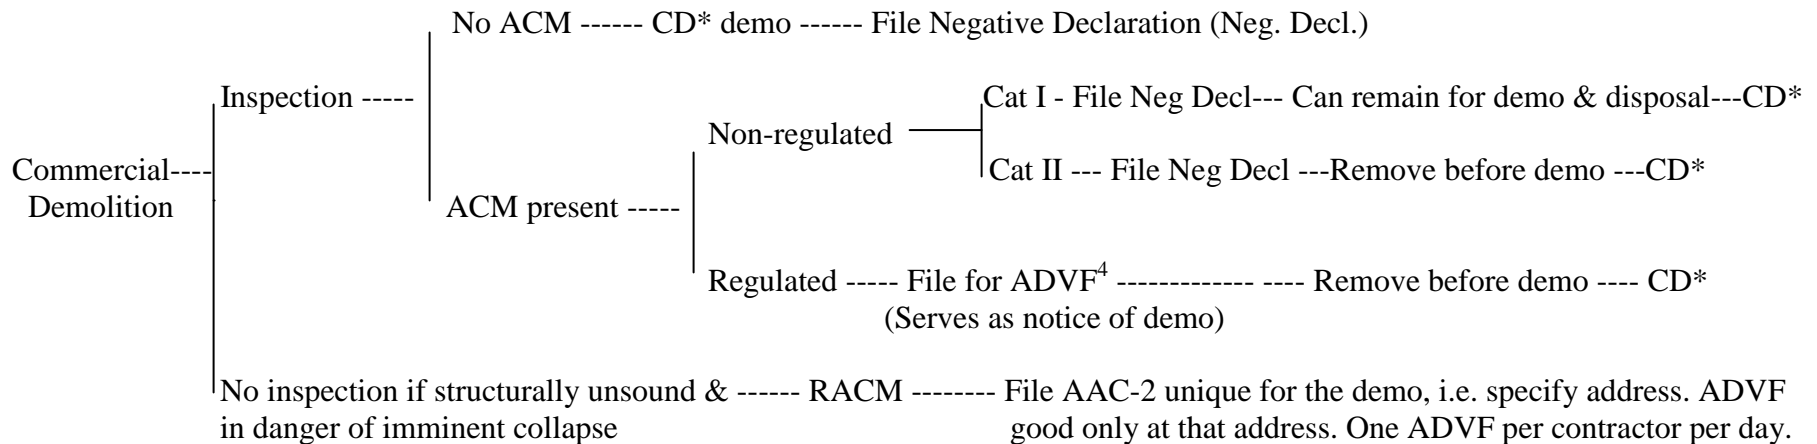 No ACM ------ CD* demo ------ File Negative Declaration (Neg. Decl.)
Inspection -----
Cat I - File Neg Decl--- Can remain for demo & disposal---CD*
Non-regulated
Commercial----
Demolition
Cat II --- File Neg Decl ---Remove before demo ---CD*
ACM present -----
Regulated ----- File for ADVF4 ------------- ---- Remove before demo ---- CD*
(Serves as notice of demo)
No inspection if structurally unsound & ------ RACM -------- File AAC-2 unique for the demo, i.e. specify address. ADVF
in danger of imminent collapse good only at that address. One ADVF per contractor per day.